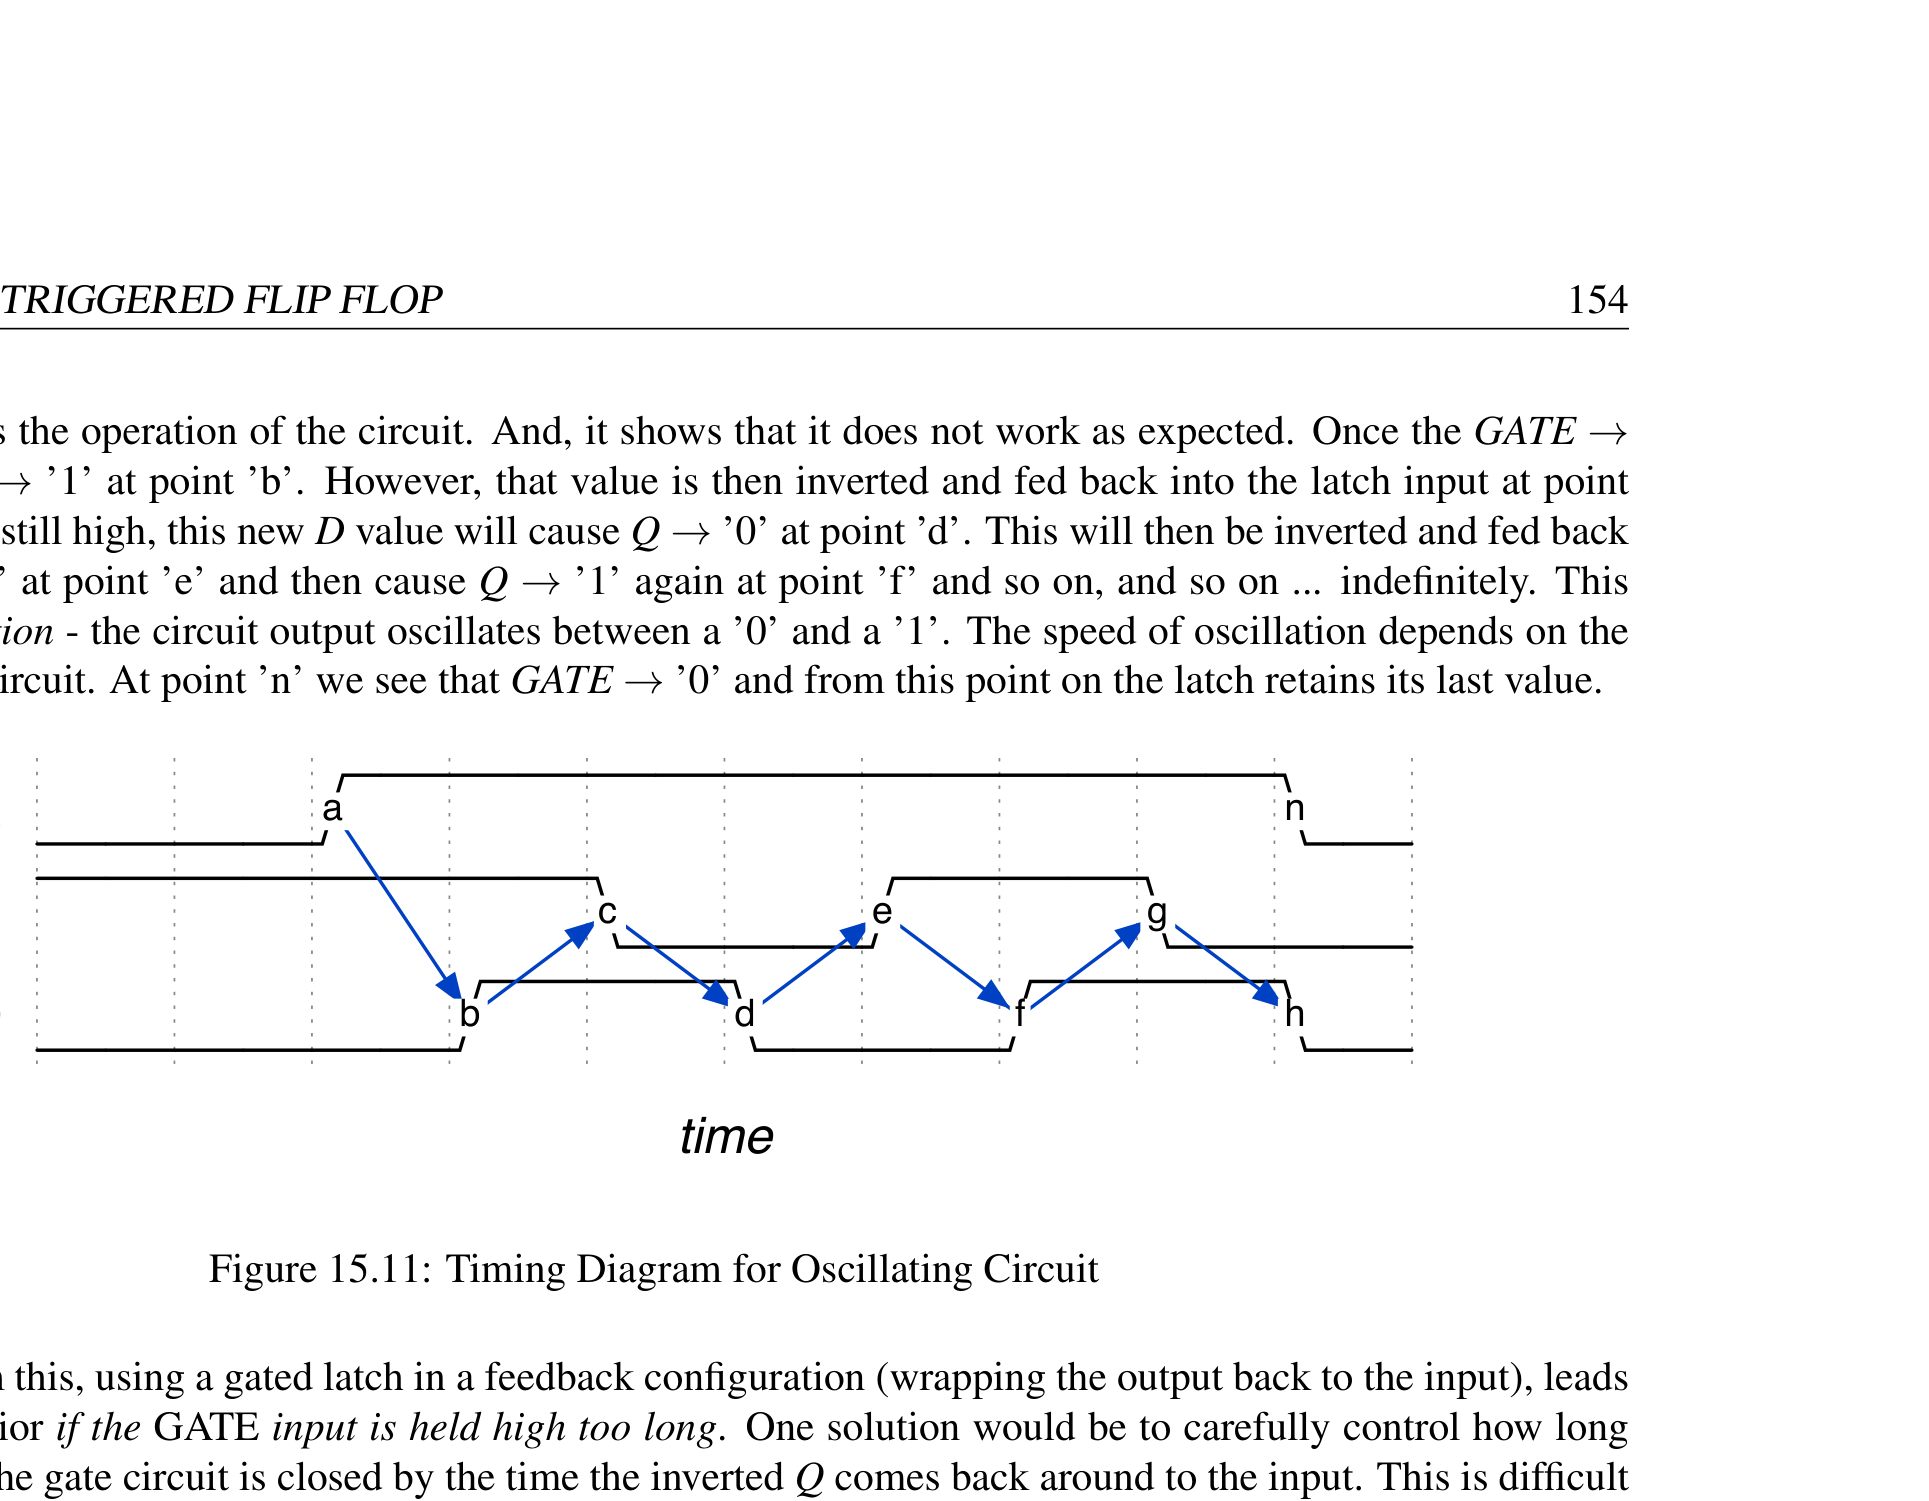 TRIGGERED FLIP FLOP 154
s the operation of the circuit. And, it shows that it does not work as expected. Once the GATE →
→ ’1’ at point ’b’. However, that value is then inverted and fed back into the latch input at point
still high, this new D value will cause Q → ’0’ at point ’d’. This will then be inverted and fed back
’ at point ’e’ and then cause Q → ’1’ again at point ’f’ and so on, and so on ... indefinitely. This
tion - the circuit output oscillates between a ’0’ and a ’1’. The speed of oscillation depends on the
ircuit. At point ’n’ we see that GATE → ’0’ and from this point on the latch retains its last value.
a n
c e g
b d f h
time
Figure 15.11: Timing Diagram for Oscillating Circuit
n this, using a gated latch in a feedback configuration (wrapping the output back to the input), leads
ior if the GATE input is held high too long. One solution would be to carefully control how long
he gate circuit is closed by the time the inverted Q comes back around to the input. This is difficult